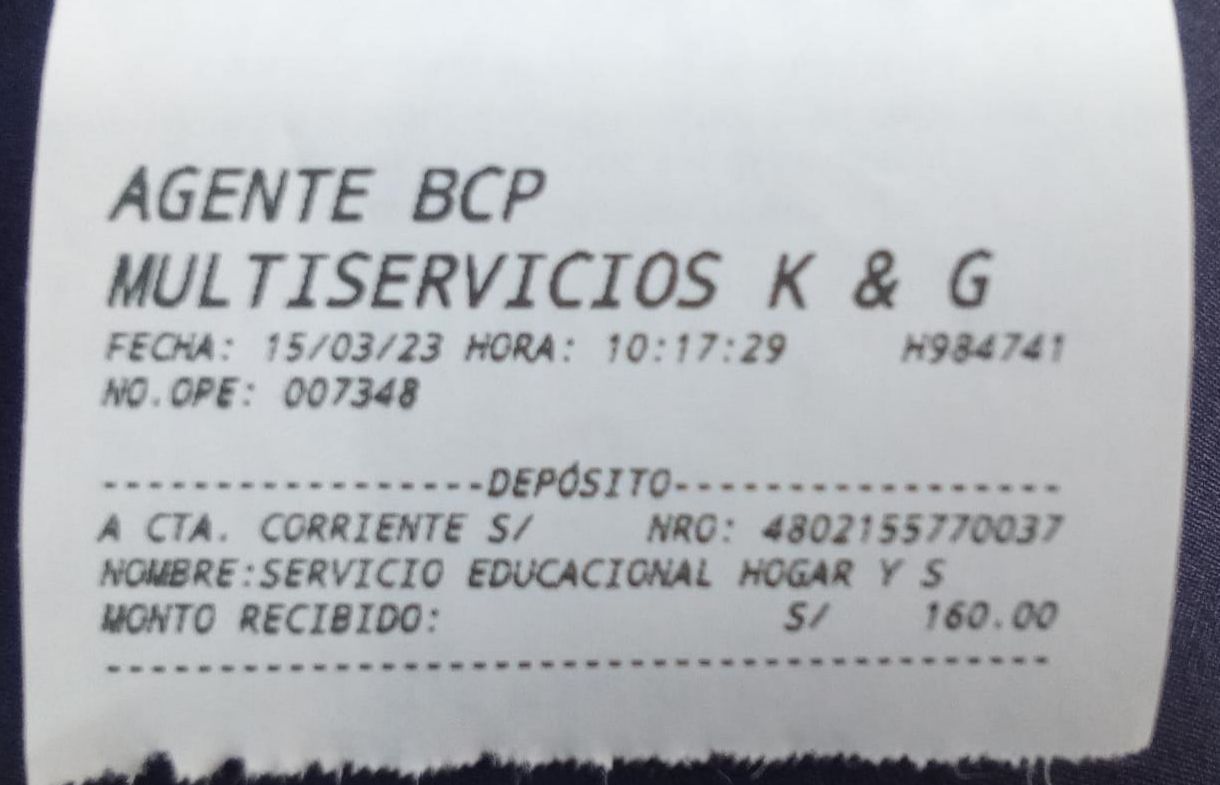 AGENTE BCP
MULTISERVICIOS K & G
FECHA: 15/03/23 HORA: 10:17:29 H984741
NO.OPE: 007348
-----------------DEPÓSITO-----------------
A CTA. CORRIENTE S/ NRO: 4802155770037
NOMBRE:SERVICIO EDUCACIONAL HOGAR Y S
MONTO RECIBIDO: S/ 160.00
------------------------------------------